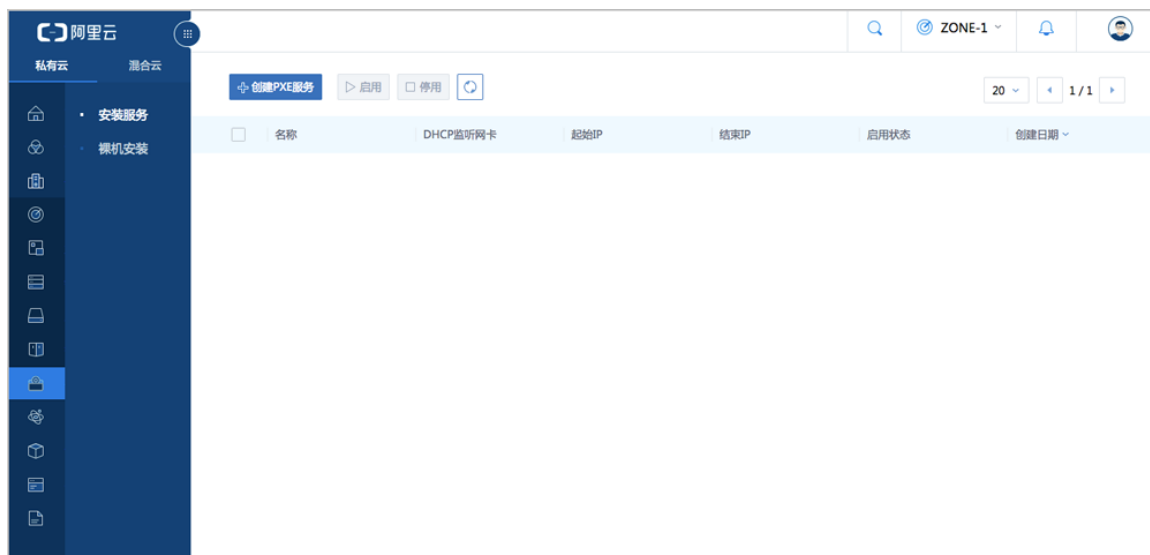 阿里云
ZONE-1
私有云 混合云
安装服务
裸机安装
创建PXE服务 启用 停用
20 1 / 1
名称 DHCP监听网卡 起始IP 结束IP 启用状态 创建日期